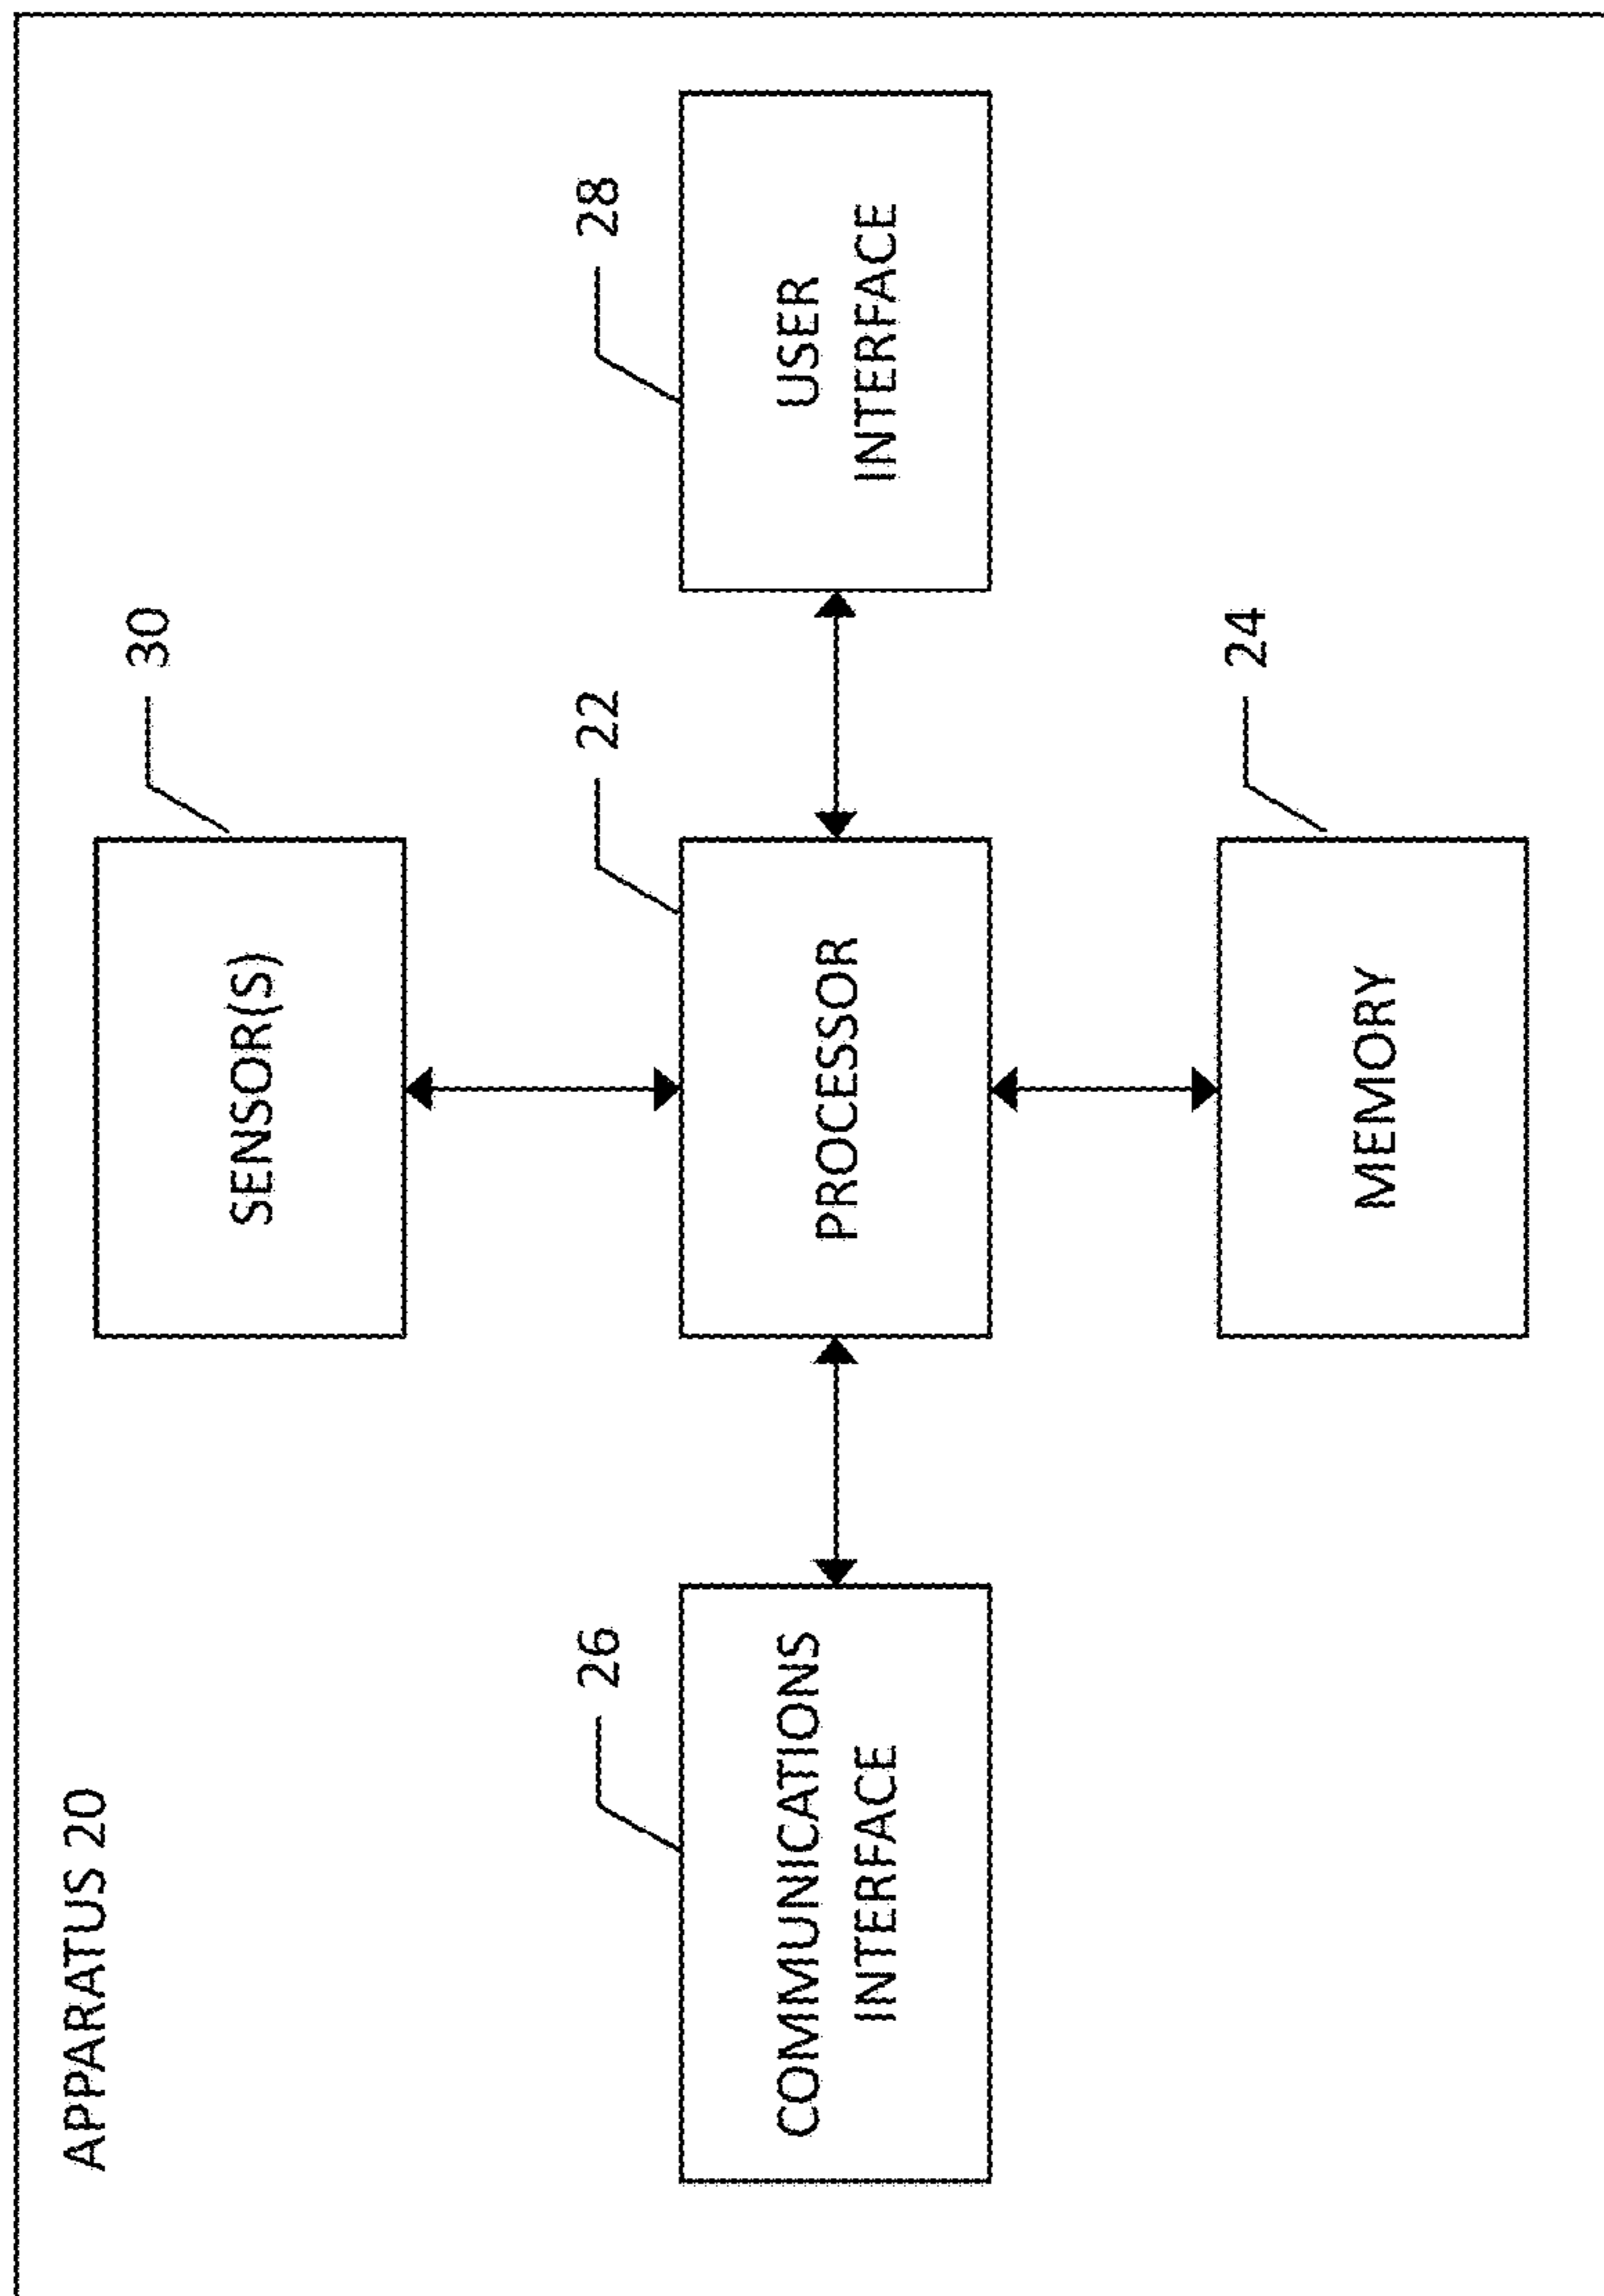 APPARATUS 20
30
SENSOR(S)
26
COMMUNICATIONS
INTERFACE
22
PROCESSOR
28
USER
INTERFACE
24
MEMORY